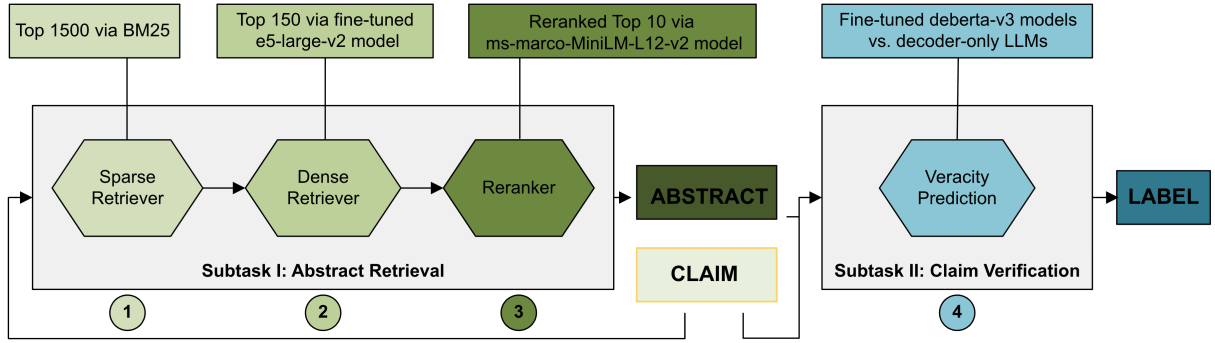 Top 1500 via BM25
Top 150 via fine-tuned
e5-large-v2 model
Reranked Top 10 via
ms-marco-MiniLM-L12-v2 model
Fine-tuned deberta-v3 models
vs. decoder-only LLMs
Sparse
Retriever
Dense
Retriever
Reranker
ABSTRACT
CLAIM
Veracity
Prediction
LABEL
Subtask I: Abstract Retrieval
Subtask II: Claim Verification
1
2
3
4